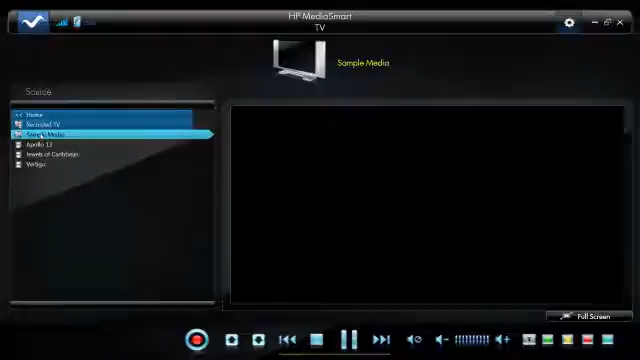 HP MediaSmart
TV
Sample Media
Source
<< Home
Recorded TV
Sample Media
Apollo 13
Jewels of Caribbean
Vertigo
Full Screen